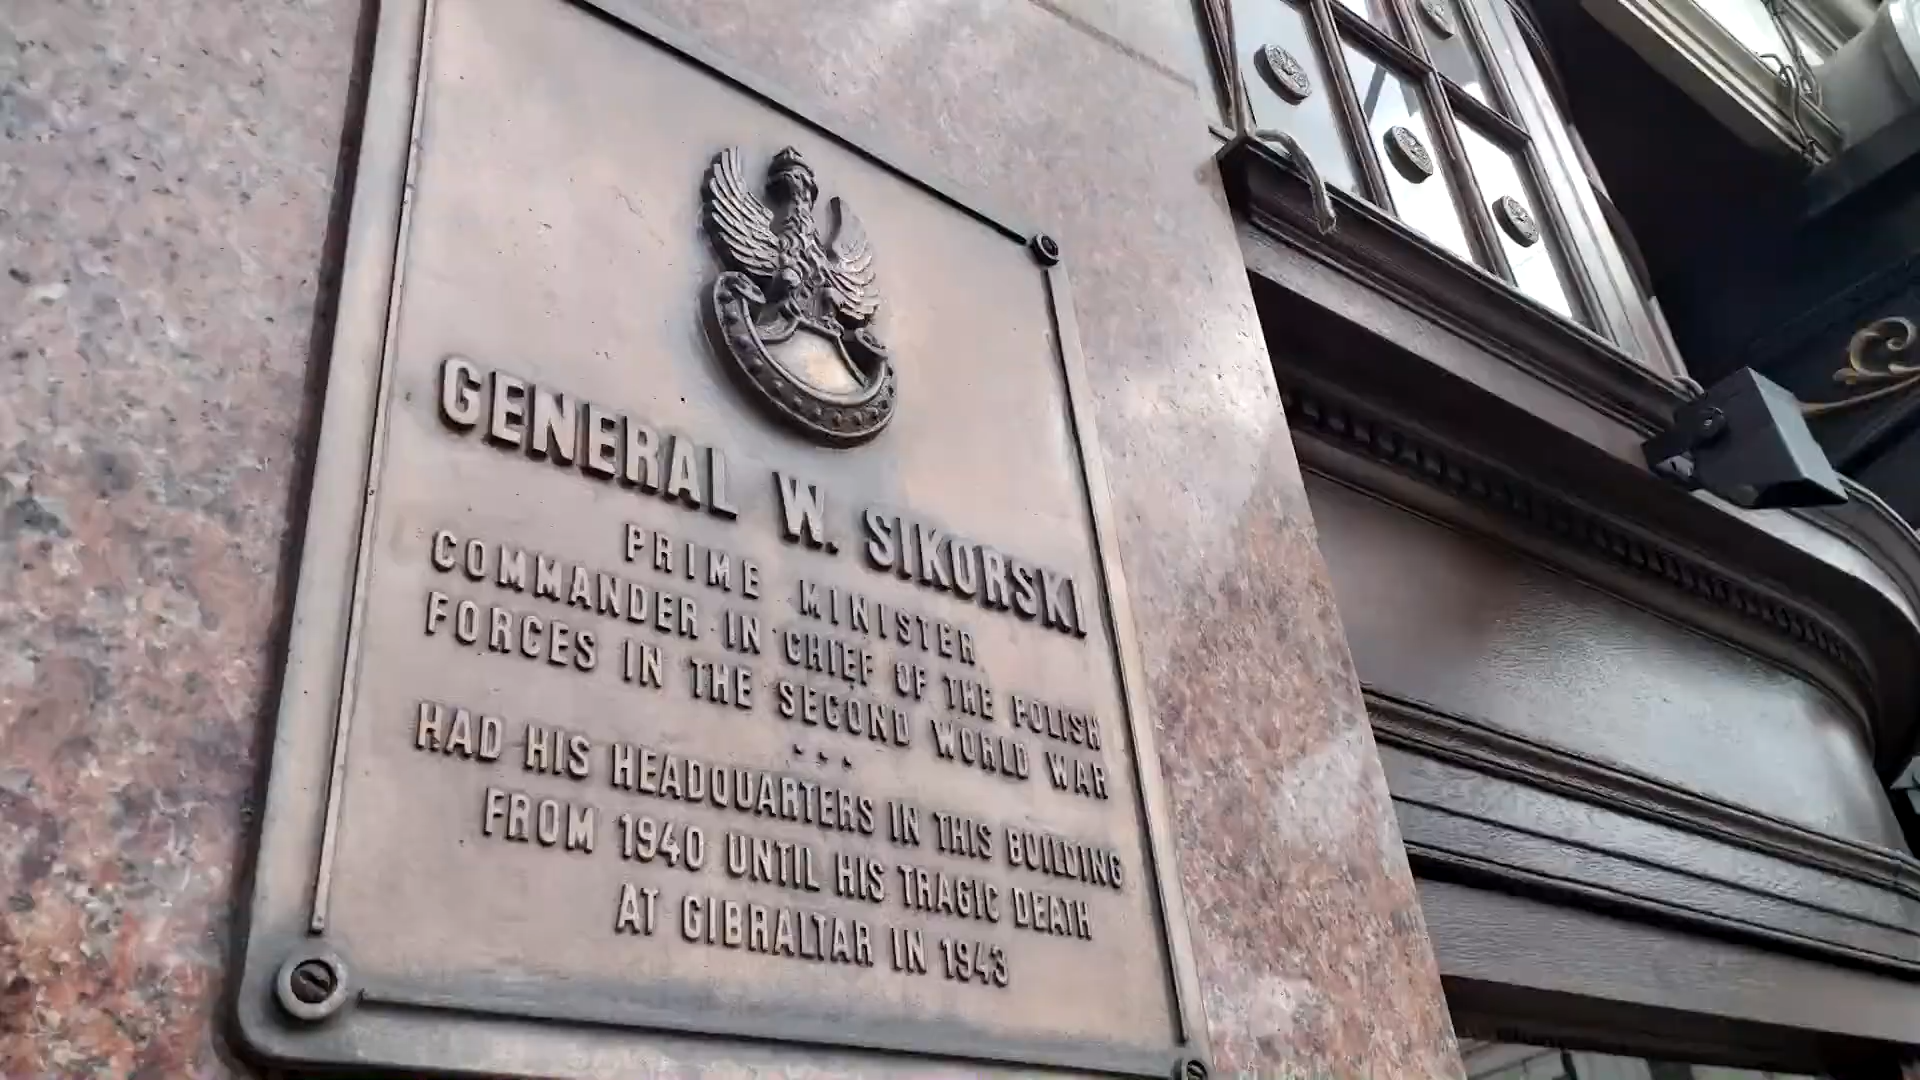 GENERAL W. SIKORSKI
PRIME MINISTER
COMMANDER IN CHIEF OF THE POLISH
FORCES IN THE SECOND WORLD WAR
HAD HIS HEADQUARTERS IN THIS BUILDING
FROM 1940 UNTIL HIS TRAGIC DEATH
AT GIBRALTAR IN 1943